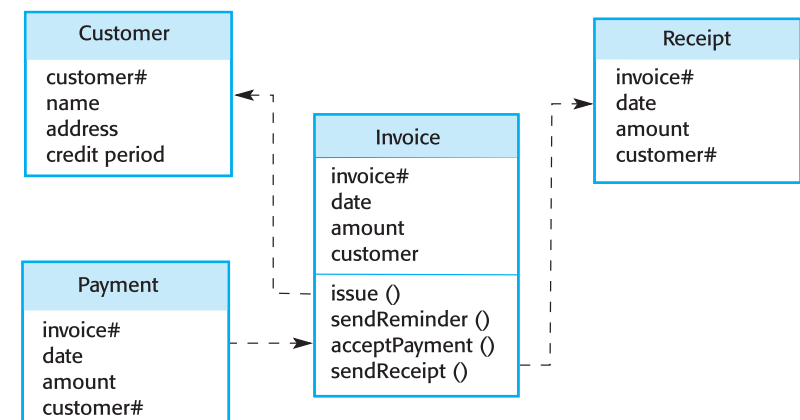 Customer
customer#
name
address
credit period
Receipt
invoice#
date
amount
customer#
Invoice
invoice#
date
amount
customer
issue ()
sendReminder ()
acceptPayment ()
sendReceipt ()
Payment
invoice#
date
amount
customer#